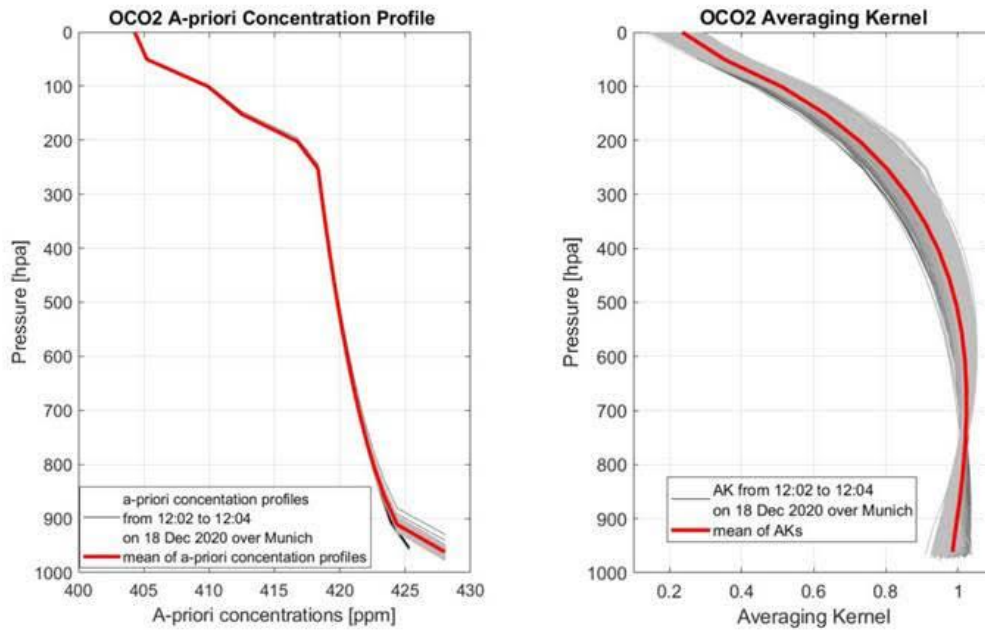 OCO2 A-priori Concentration Profile
0
100
200
300
400
500
600
700
800
900
1000
Pressure [hpa]
a-priori concentration profiles
from 12:02 to 12:04
on 18 Dec 2020 over Munich
mean of a-priori concentration profiles
400
405
410
415
420
425
430
A-priori concentrations [ppm]
OCO2 Averaging Kernel
0
100
200
300
400
500
600
700
800
900
1000
Pressure [hpa]
AK from 12:02 to 12:04
on 18 Dec 2020 over Munich
mean of AKs
0.2
0.4
0.6
0.8
1
Averaging Kernel